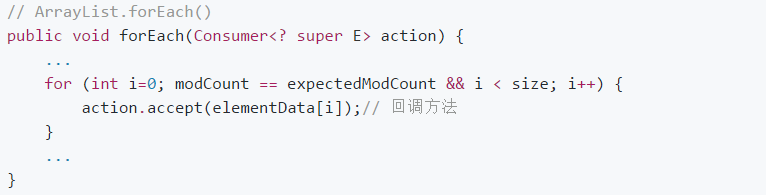 // ArrayList.forEach()
public void forEach(Consumer<? super E> action) {
    ...
    for (int i=0; modCount == expectedModCount && i < size; i++) {
        action.accept(elementData[i]);// 回调方法
    }
    ...
}